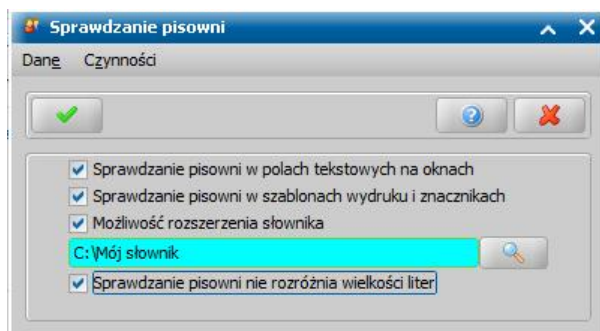 Sprawdzanie pisowni
Dane Czynności
Sprawdzanie pisowni w polach tekstowych na oknach
Sprawdzanie pisowni w szablonach wydruku i znacznikach
Możliwość rozszerzenia słownika
C:\Mój słownik
Sprawdzanie pisowni nie rozróżnia wielkości liter